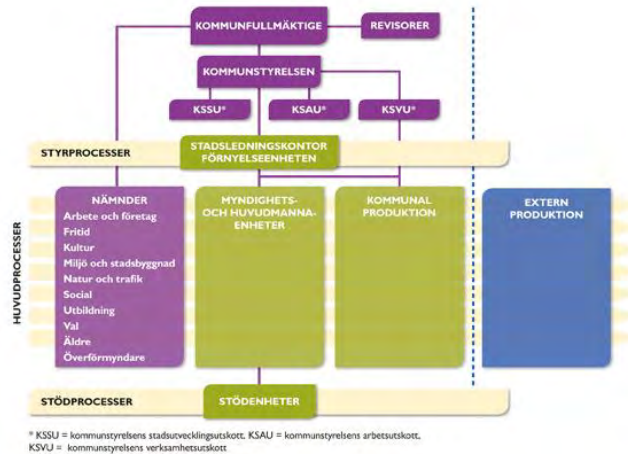 KOMMUNFULLMÄKTIGE
REVISORER
KOMMUNSTYRELSEN
KSSU*
KSAU*
KSVU*
STYRPROCESSER
STADSLEDNINGSKONTOR
FÖRNYELSEENHETEN
HUVUDPROCESSER
NÄMNDER
Arbete och företag
Fritid
Kultur
Miljö och stadsbyggnad
Natur och trafik
Social
Utbildning
Val
Äldre
Överförmyndare
MYNDIGHETS-
OCH HUVUDMANNA-
ENHETER
KOMMUNAL
PRODUKTION
EXTERN
PRODUKTION
STÖDPROCESSER
STÖDENHETER
* KSSU = kommunstyrelsens stadsutvecklingsutskott, KSAU = kommunstyrelsens arbetsutskott,
KSVU = kommunstyrelsens verksamhetsutskott